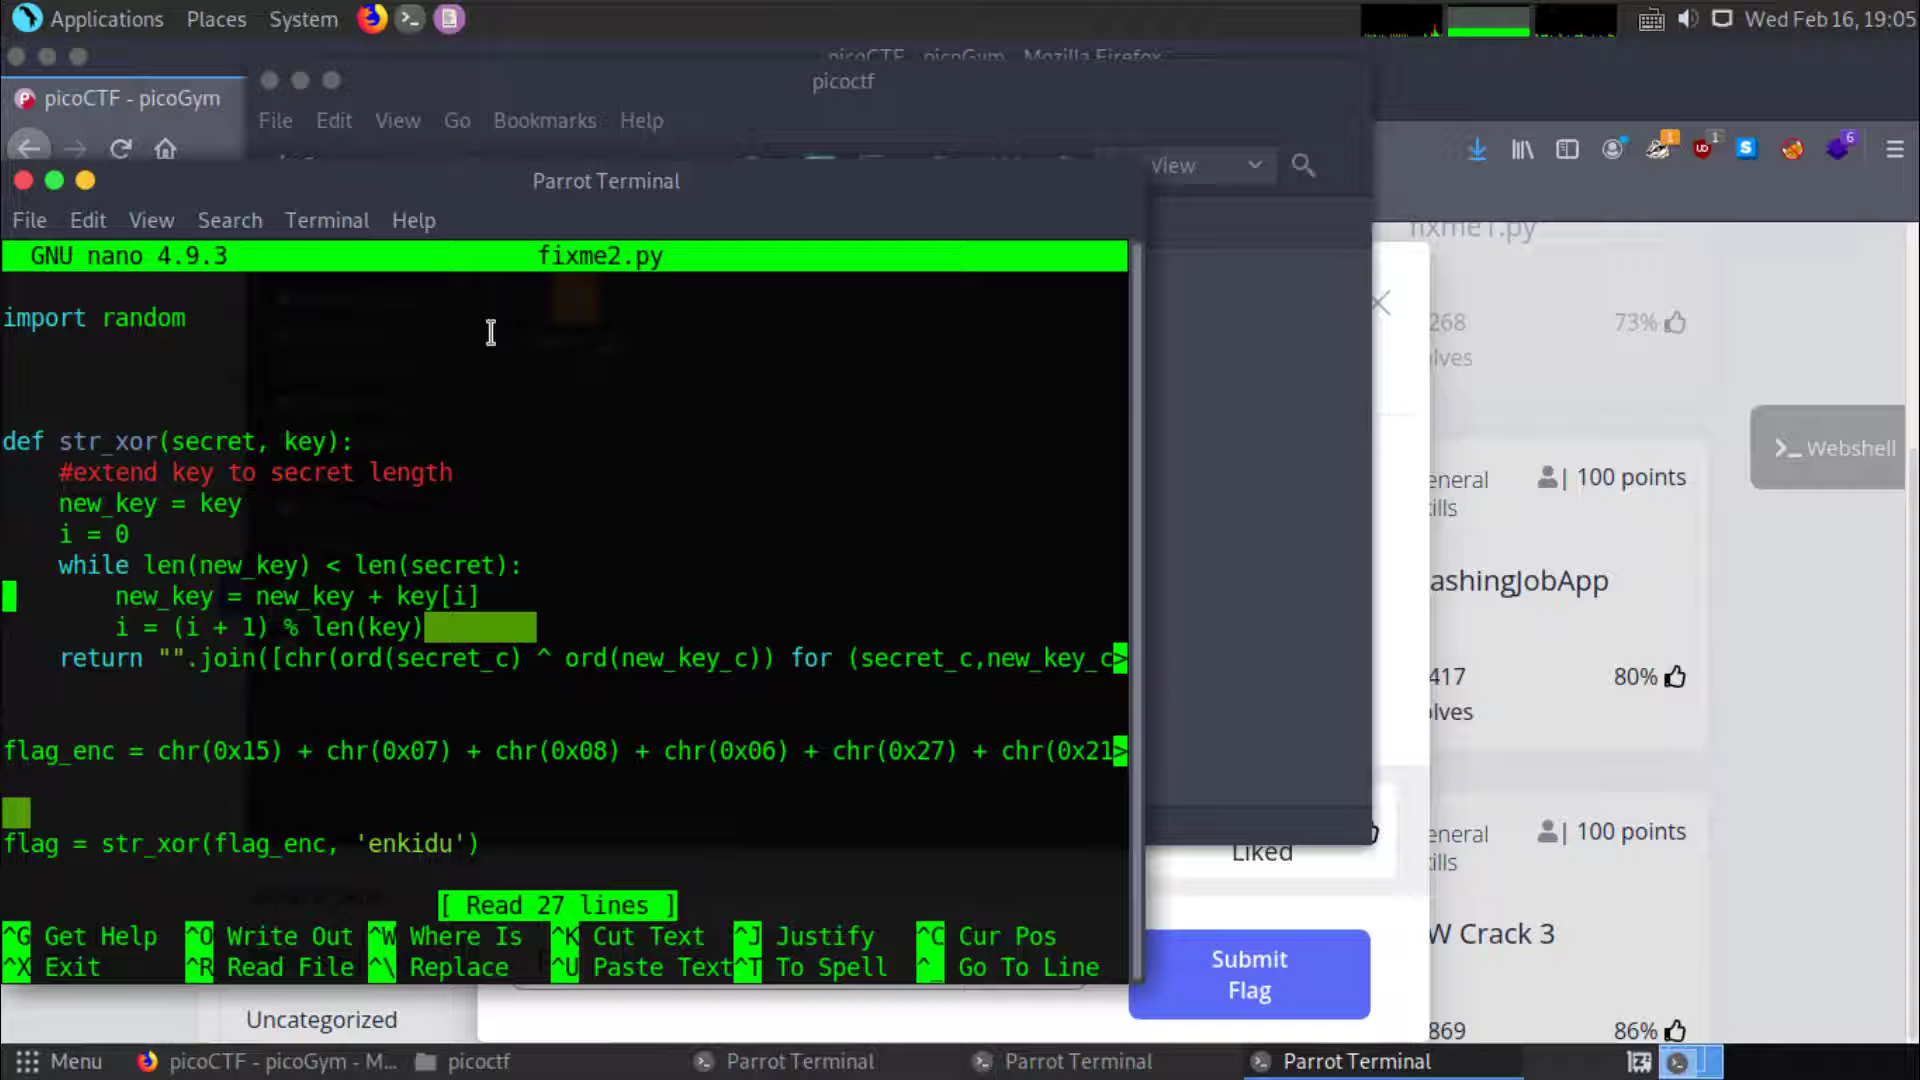 Applications Places System
Wed Feb 16, 19:05
picoCTF - picoGym - Mozilla Firefox
picoctf
picoCTF - picoGym
File Edit View Go Bookmarks Help
View
Parrot Terminal
File Edit View Search Terminal Help
fixme1.py
GNU nano 4.9.3 fixme2.py
import random
268 73%
lves
def str_xor(secret, key):
#extend key to secret length
new_key = key
i = 0
while len(new_key) < len(secret):
new_key = new_key + key[i]
i = (i + 1) % len(key)
return "".join([chr(ord(secret_c) ^ ord(new_key_c)) for (secret_c,new_key_c>
flag_enc = chr(0x15) + chr(0x07) + chr(0x08) + chr(0x06) + chr(0x27) + chr(0x21>
flag = str_xor(flag_enc, 'enkidu')
[ Read 27 lines ]
^G Get Help ^O Write Out ^W Where Is ^K Cut Text ^J Justify ^C Cur Pos
^X Exit ^R Read File ^\ Replace ^U Paste Text ^T To Spell ^_ Go To Line
>_ Webshell
eneral | 100 points
ills
ashingJobApp
417 80%
lves
eneral | 100 points
ills
Liked
W Crack 3
Submit
Flag
Uncategorized
869 86%
Menu picoCTF - picoGym - M... picoctf Parrot Terminal Parrot Terminal Parrot Terminal